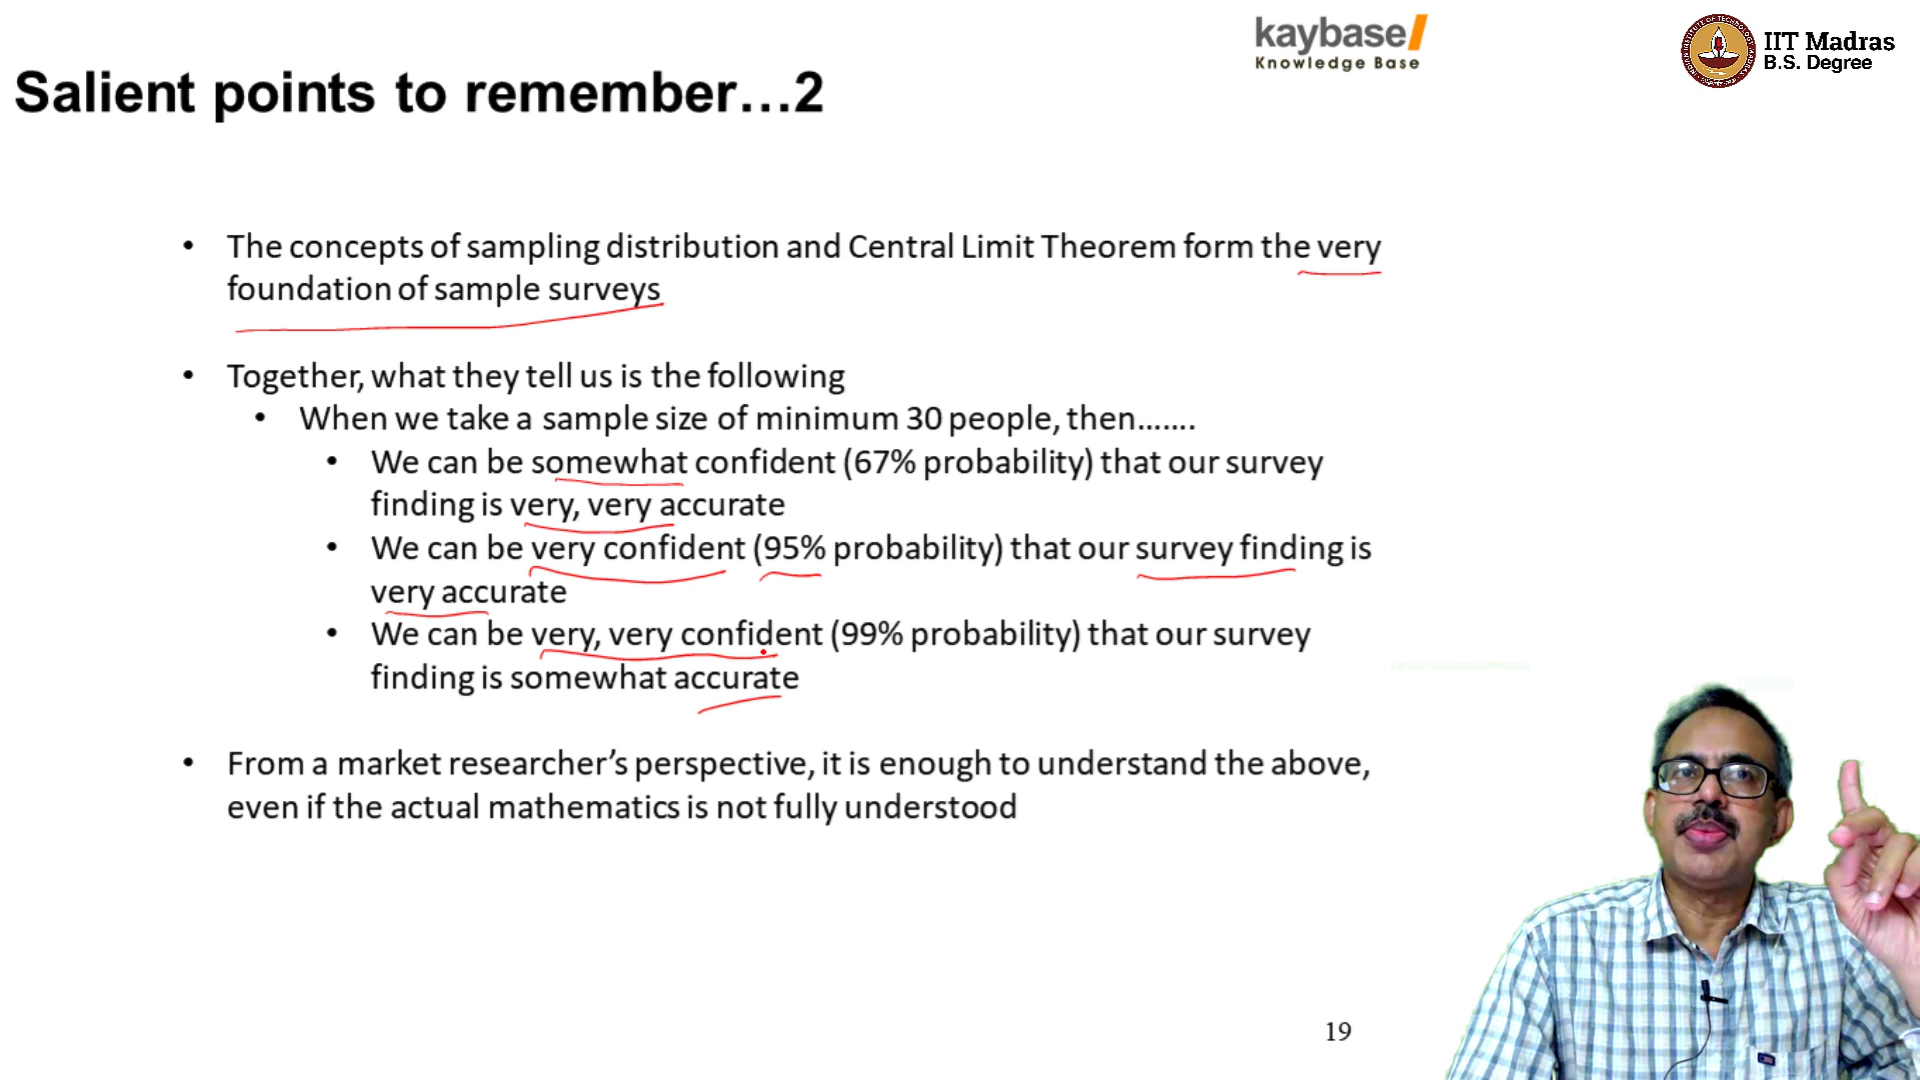 kaybase/
Knowledge Base
IIT Madras
B.S. Degree
Salient points to remember...2
• The concepts of sampling distribution and Central Limit Theorem form the very
foundation of sample surveys
• Together, what they tell us is the following
• When we take a sample size of minimum 30 people, then.......
• We can be somewhat confident (67% probability) that our survey
finding is very, very accurate
• We can be very confident (95% probability) that our survey finding is
very accurate
• We can be very, very confident (99% probability) that our survey
finding is somewhat accurate
• From a market researcher’s perspective, it is enough to understand the above,
even if the actual mathematics is not fully understood
19